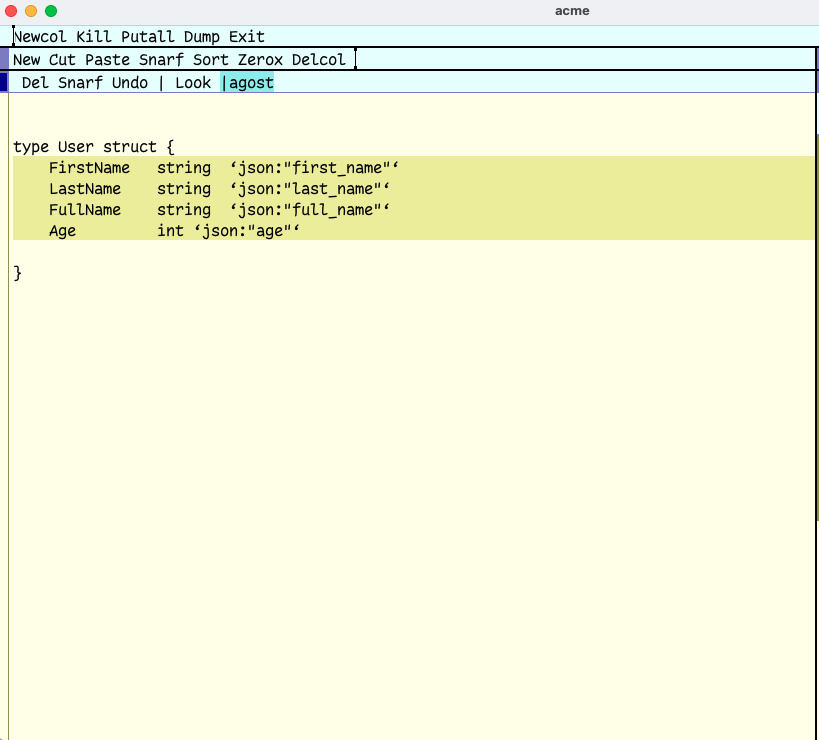 acme
Newcol Kill Putall Dump Exit
New Cut Paste Snarf Sort Zerox Delcol
Del Snarf Undo | Look |agost
type User struct {
    FirstName   string  ‘json:"first_name"‘
    LastName    string  ‘json:"last_name"‘
    FullName    string  ‘json:"full_name"‘
    Age         int ‘json:"age"‘
}